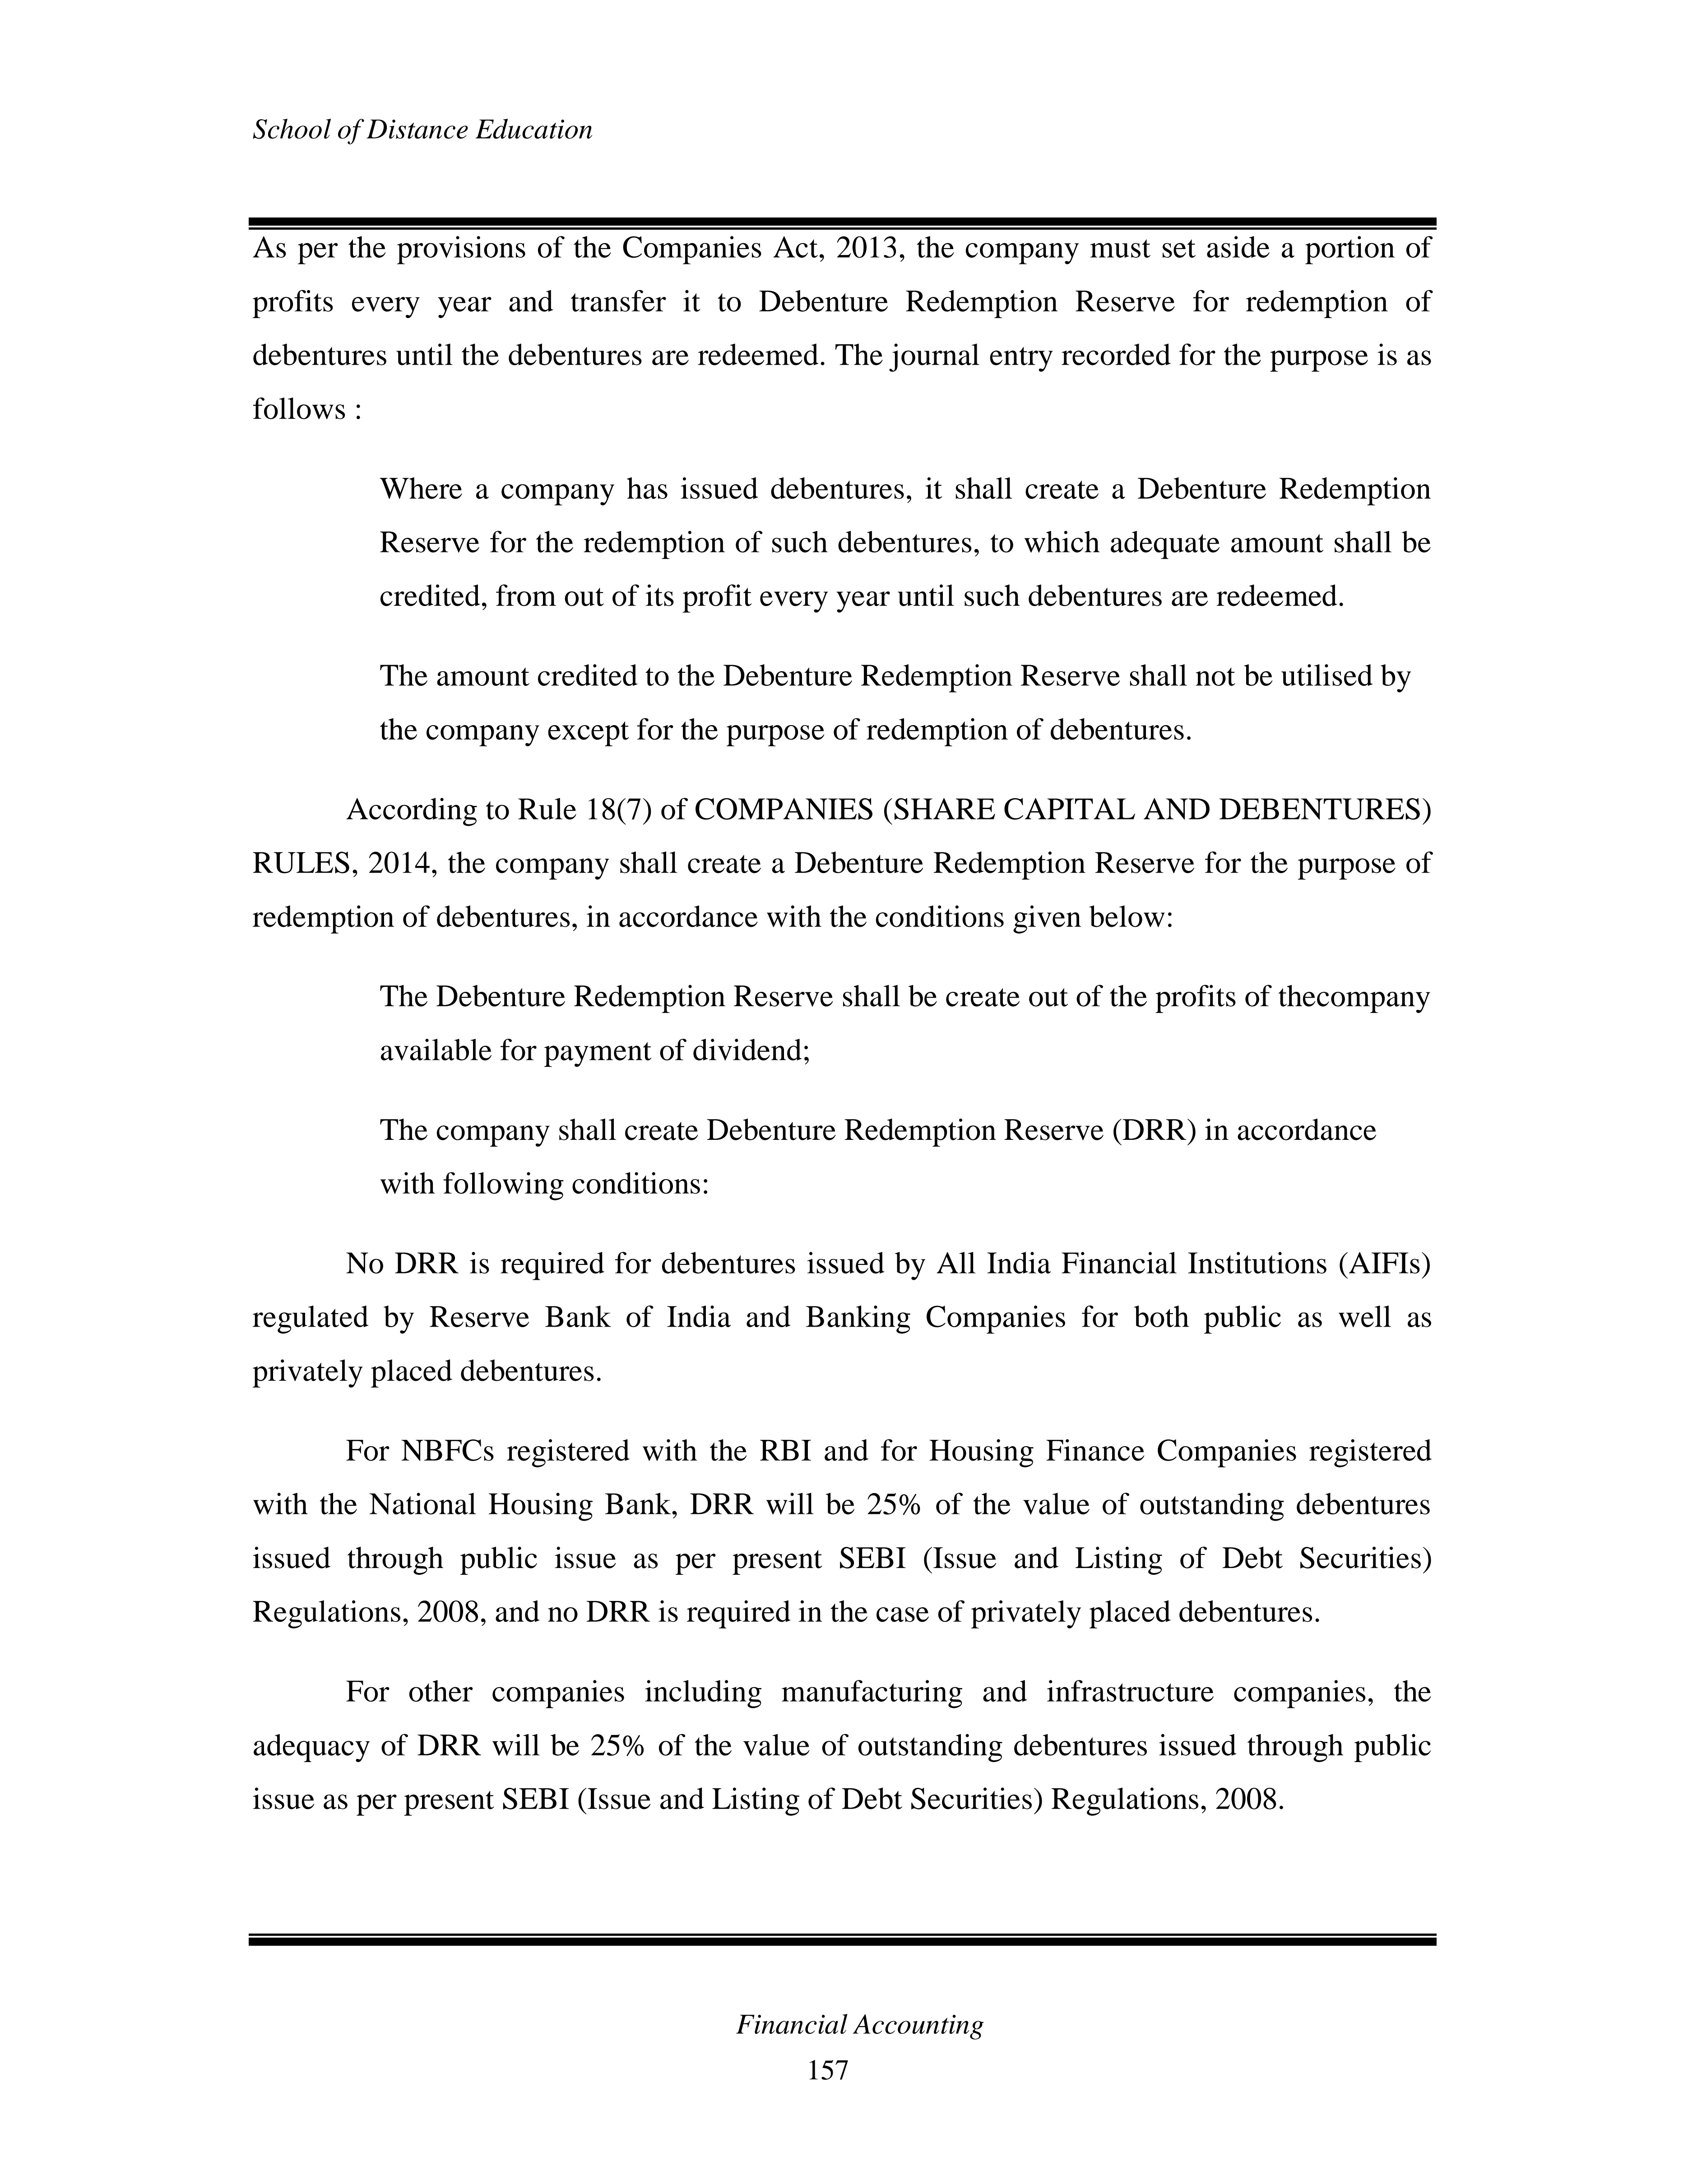 School of Distance Education
As per the provisions of the Companies Act, 2013, the company must set aside a portion of
profits every year and transfer it to Debenture Redemption Reserve for redemption of
debentures until the debentures are redeemed. The journal entry recorded for the purpose is as
follows :
Where a company has issued debentures, it shall create a Debenture Redemption
Reserve for the redemption of such debentures, to which adequate amount shall be
credited, from out of its profit every year until such debentures are redeemed.
The amount credited to the Debenture Redemption Reserve shall not be utilised by
the company except for the purpose of redemption of debentures.
According to Rule 18(7) of COMPANIES (SHARE CAPITAL AND DEBENTURES)
RULES, 2014, the company shall create a Debenture Redemption Reserve for the purpose of
redemption of debentures, in accordance with the conditions given below:
The Debenture Redemption Reserve shall be create out of the profits of thecompany
available for payment of dividend;
The company shall create Debenture Redemption Reserve (DRR) in accordance
with following conditions:
No DRR is required for debentures issued by All India Financial Institutions (AIFIs)
regulated by Reserve Bank of India and Banking Companies for both public as well as
privately placed debentures.
For NBFCs registered with the RBI and for Housing Finance Companies registered
with the National Housing Bank, DRR will be 25% of the value of outstanding debentures
issued through public issue as per present SEBI (Issue and Listing of Debt Securities)
Regulations, 2008, and no DRR is required in the case of privately placed debentures.
For other companies including manufacturing and infrastructure companies, the
adequacy of DRR will be 25% of the value of outstanding debentures issued through public
issue as per present SEBI (Issue and Listing of Debt Securities) Regulations, 2008.
Financial Accounting
157